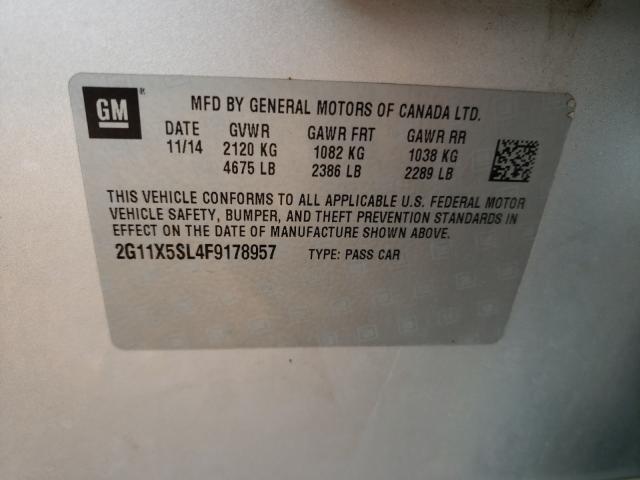 GM
MFD BY GENERAL MOTORS OF CANADA LTD.
DATE GVWR GAWR FRT GAWR RR
11/14 2120 KG 1082 KG 1038 KG
4675 LB 2386 LB 2289 LB
THIS VEHICLE CONFORMS TO ALL APPLICABLE U.S. FEDERAL MOTOR
VEHICLE SAFETY, BUMPER, AND THEFT PREVENTION STANDARDS IN
EFFECT ON THE DATE OF MANUFACTURE SHOWN ABOVE.
2G11X5SL4F9178957 TYPE: PASS CAR